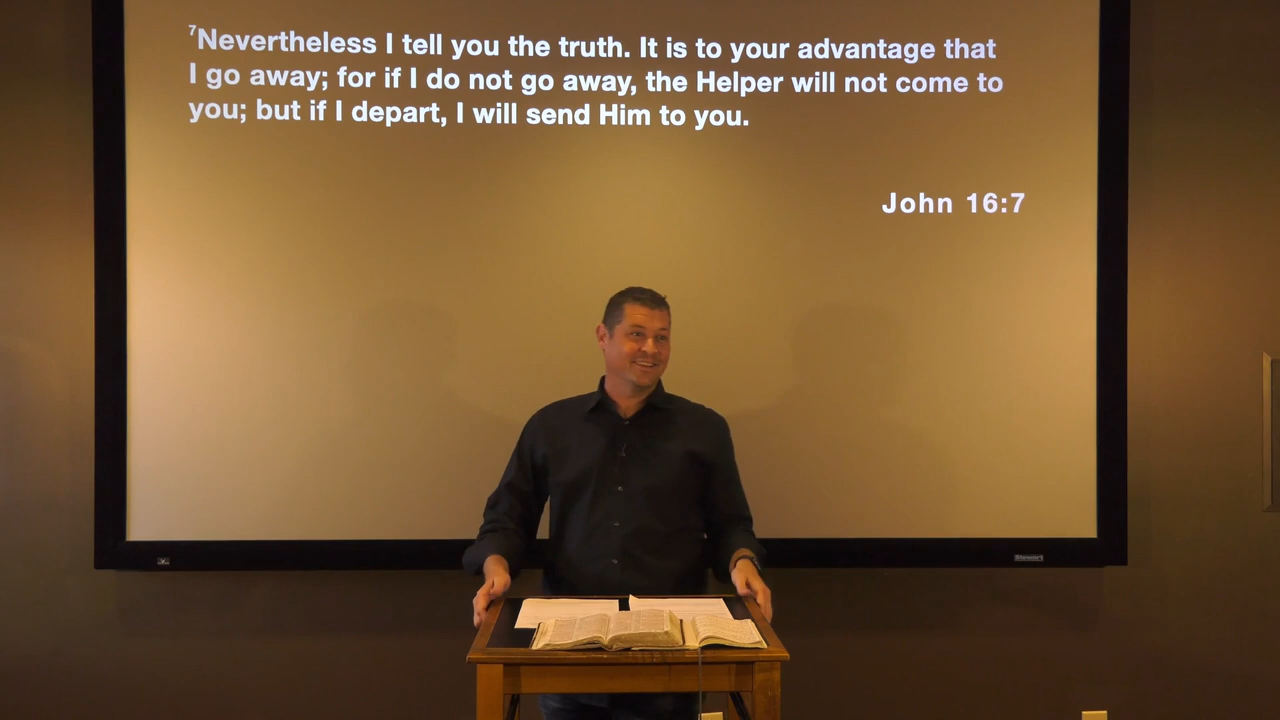 7Nevertheless I tell you the truth. It is to your advantage that
I go away; for if I do not go away, the Helper will not come to
you; but if I depart, I will send Him to you.
John 16:7